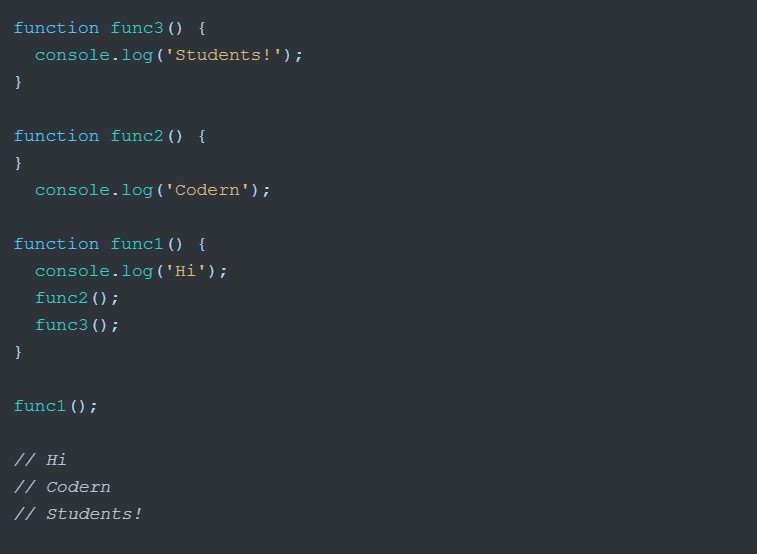 function func3() {
  console.log('Students!');
}

function func2() {
}
  console.log('Codern');

function func1() {
  console.log('Hi');
  func2();
  func3();
}

func1();

// Hi
// Codern
// Students!